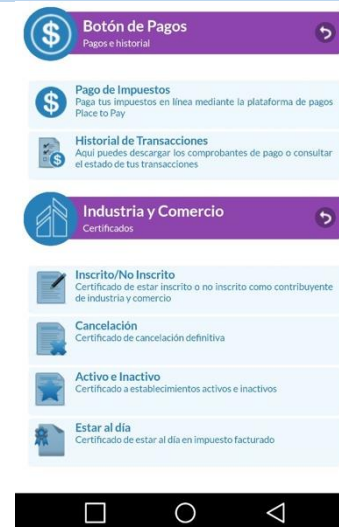 Botón de Pagos
Pagos e historial
Pago de Impuestos
Paga tus impuestos en línea mediante la plataforma de pagos
Place to Pay
Historial de Transacciones
Aquí puedes descargar los comprobantes de pago o consultar
el estado de tus transacciones
Industria y Comercio
Certificados
Inscrito/No Inscrito
Certificado de estar inscrito o no inscrito como contribuyente
de industria y comercio
Cancelación
Certificado de cancelación definitiva
Activo e Inactivo
Certificado a establecimientos activos e inactivos
Estar al día
Certificado de estar al día en impuesto facturado